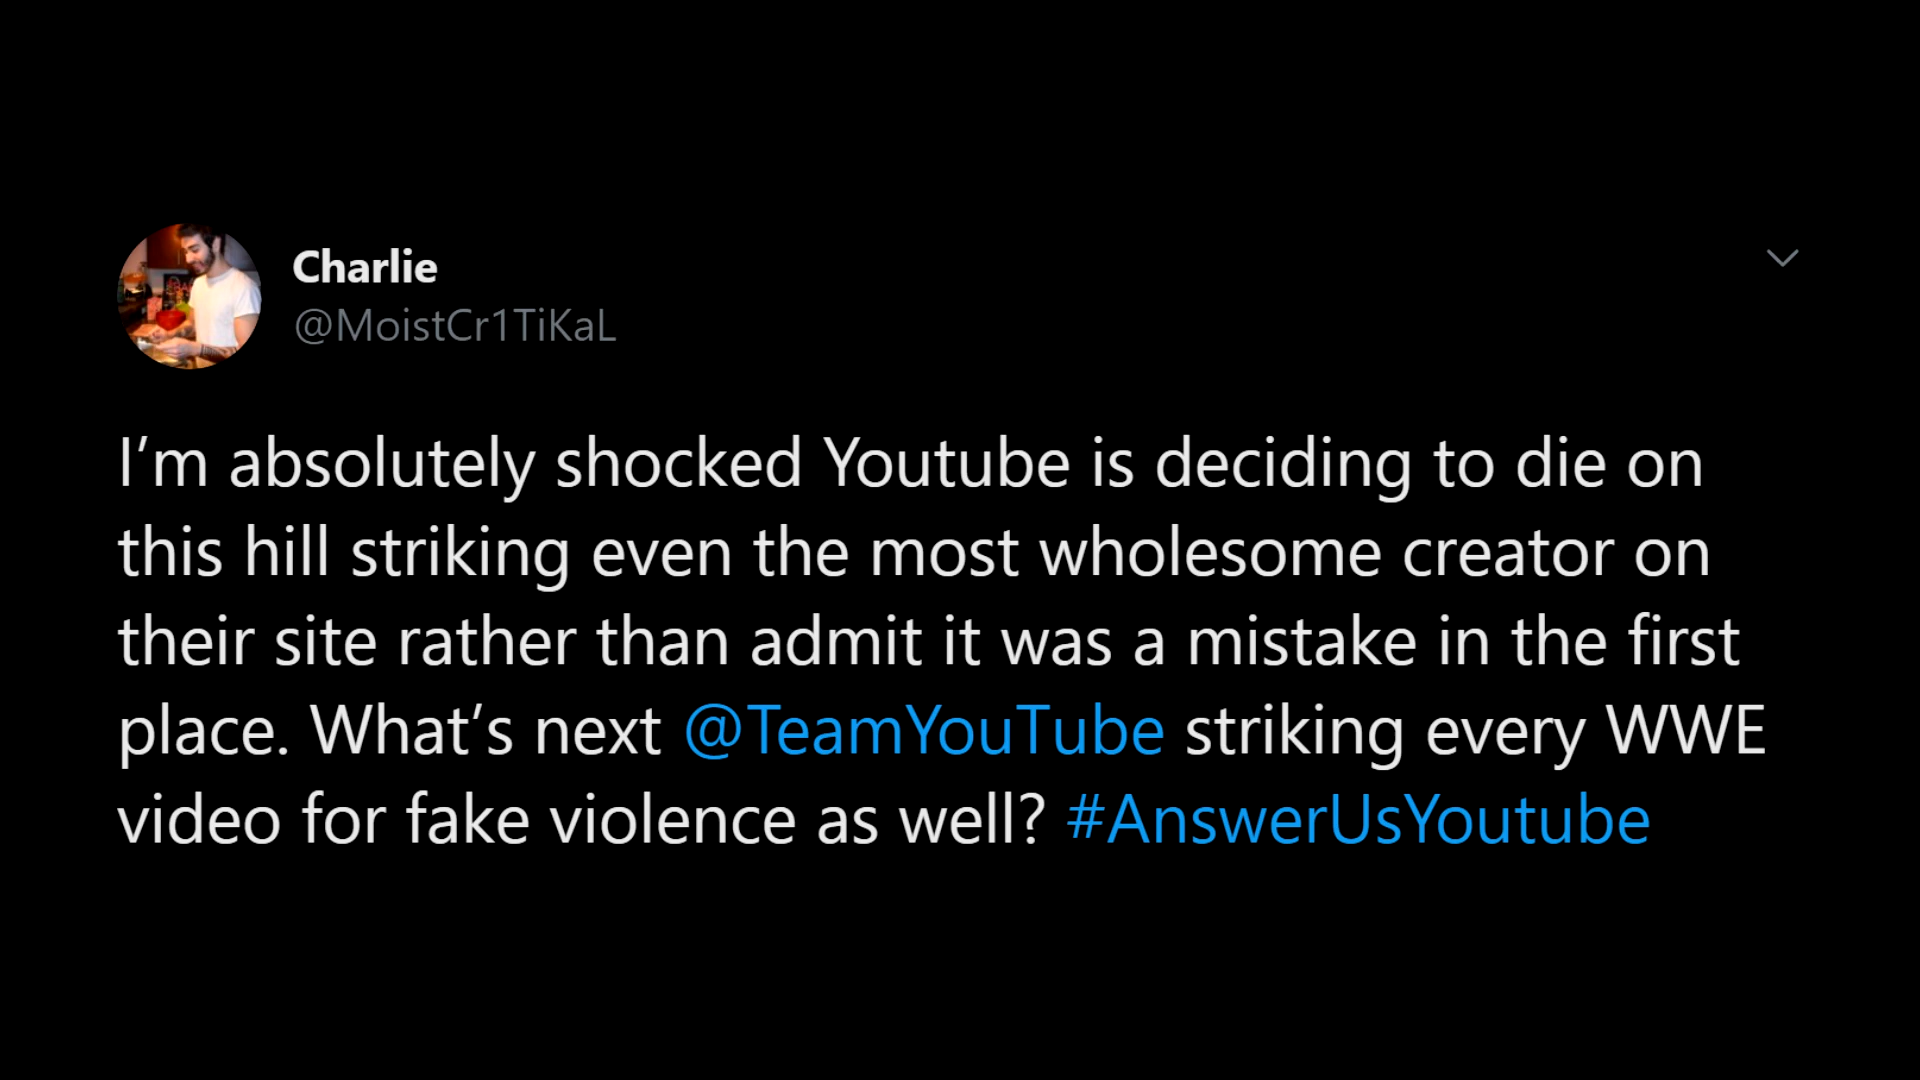 Charlie
@MoistCr1TiKaL
I’m absolutely shocked Youtube is deciding to die on
this hill striking even the most wholesome creator on
their site rather than admit it was a mistake in the first
place. What’s next @TeamYouTube striking every WWE
video for fake violence as well? #AnswerUsYoutube